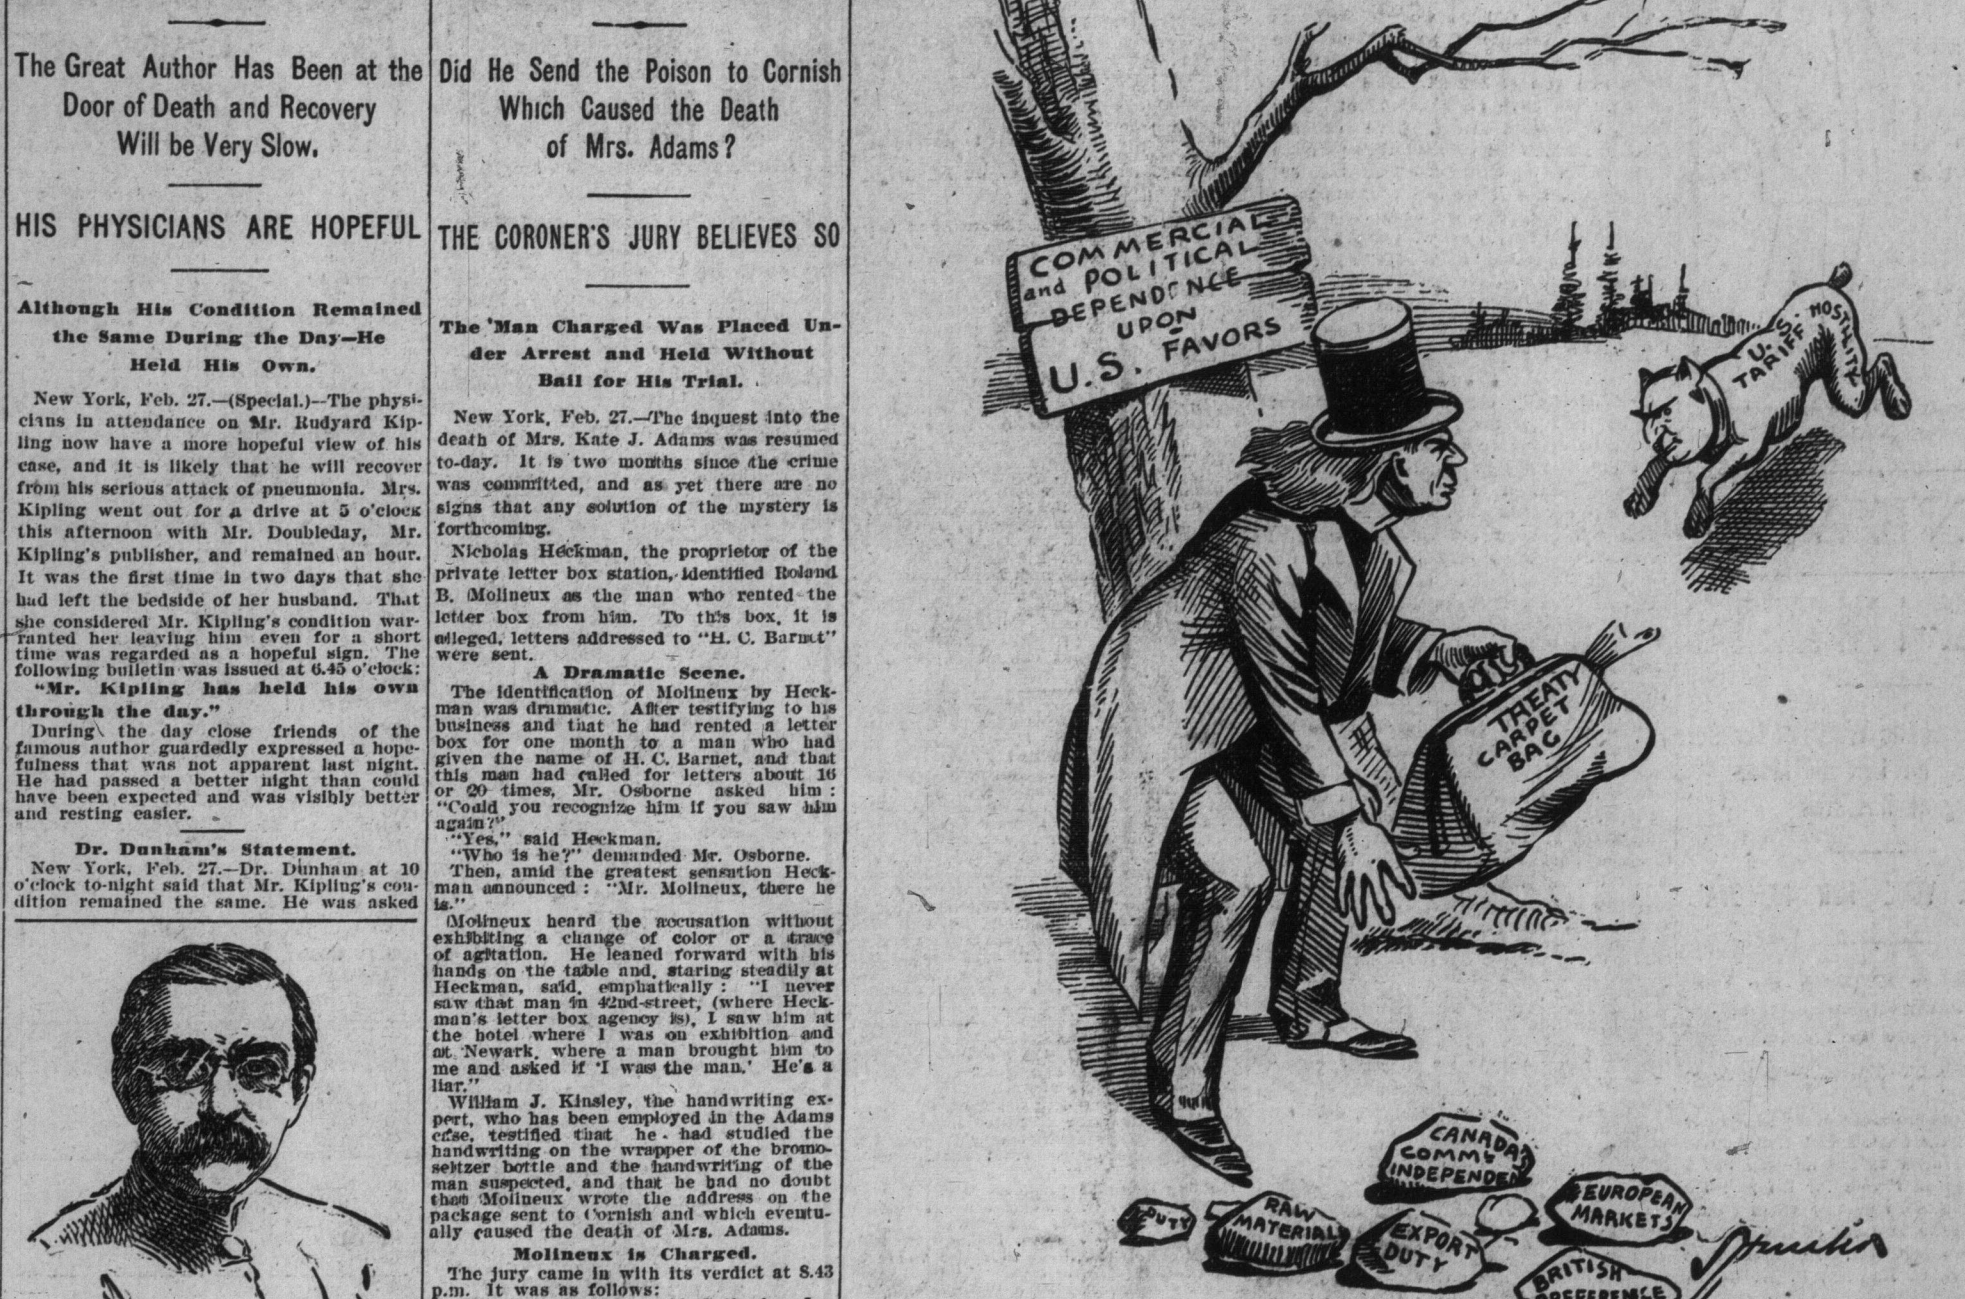 The Great Author Has Been at the
Door of Death and Recovery
Will be Very Slow.
HIS PHYSICIANS ARE HOPEFUL
Although His Condition Remained
the Same During the Day—He
Held His Own.
New York, Feb. 27.—(Special.)—The physi-
cians in attendance on Mr. Rudyard Kip-
ling now have a more hopeful view of his
case, and it is likely that he will recover
from his serious attack of pneumonia. Mrs.
Kipling went out for a drive at 5 o'clock
this afternoon with Mr. Doubleday, Mr.
Kipling's publisher, and remained an hour.
It was the first time in two days that she
had left the bedside of her husband. That
she considered Mr. Kipling's condition war-
ranted her leaving him even for a short
time was regarded as a hopeful sign. The
following bulletin was issued at 6.45 o'clock:
"Mr. Kipling has held his own
through the day."
During the day close friends of the
famous author guardedly expressed a hope-
fulness that was not apparent last night.
He had passed a better night than could
have been expected and was visibly better
and resting easier.
Dr. Dunham's Statement.
New York, Feb. 27.—Dr. Dunham at 10
o'clock to-night said that Mr. Kipling's con-
dition remained the same. He was asked
Did He Send the Poison to Cornish
Which Caused the Death
of Mrs. Adams?
THE CORONER'S JURY BELIEVES SO
The Man Charged Was Placed Un-
der Arrest and Held Without
Bail for His Trial.
New York, Feb. 27.—The inquest into the
death of Mrs. Kate J. Adams was resumed
to-day. It is two months since the crime
was committed, and as yet there are no
signs that any solution of the mystery is
forthcoming.
Nicholas Heckman, the proprietor of the
private letter box station, identified Roland
B. Molineux as the man who rented the
letter box from him. To this box, it is
alleged, letters addressed to "H. C. Barnet"
were sent.
A Dramatic Scene.
The identification of Molineux by Heck-
man was dramatic. After testifying to his
business and that he had rented a letter
box for one month to a man who had
given the name of H. C. Barnet, and that
this man had called for letters about 16
or 20 times, Mr. Osborne asked him :
"Could you recognize him if you saw him
again?"
"Yes," said Heckman.
"Who is he?" demanded Mr. Osborne.
Then, amid the greatest sensation Heck-
man announced : "Mr. Molineux, there he
is."
Molineux heard the accusation without
exhibiting a change of color or a trace
of agitation. He leaned forward with his
hands on the table and, staring steadily at
Heckman, said, emphatically : "I never
saw that man in 42nd-street, (where Heck-
man's letter box agency is), I saw him at
the hotel where I was on exhibition and
at Newark, where a man brought him to
me and asked if 'I was the man.' He's a
liar."
William J. Kinsley, the handwriting ex-
pert, who has been employed in the Adams
case, testified that he had studied the
handwriting on the wrapper of the bromo-
seltzer bottle and the handwriting of the
man suspected, and that he had no doubt
that Molineux wrote the address on the
package sent to Cornish and which eventu-
ally caused the death of Mrs. Adams.
Molineux is Charged.
The jury came in with its verdict at 8.43
p.m. It was as follows:
COMMERCIAL
and POLITICAL
DEPENDENCE
UPON
U.S. FAVORS
U.S. HOSTILITY
TARIFF
TREATY
CARPET
BAG
CANADA'S
COMM'L
INDEPENDEN
EUROPEAN
MARKETS
DUTY
RAW
MATERIAL
EXPORT
DUTY
BRITISH
PREFERENCE